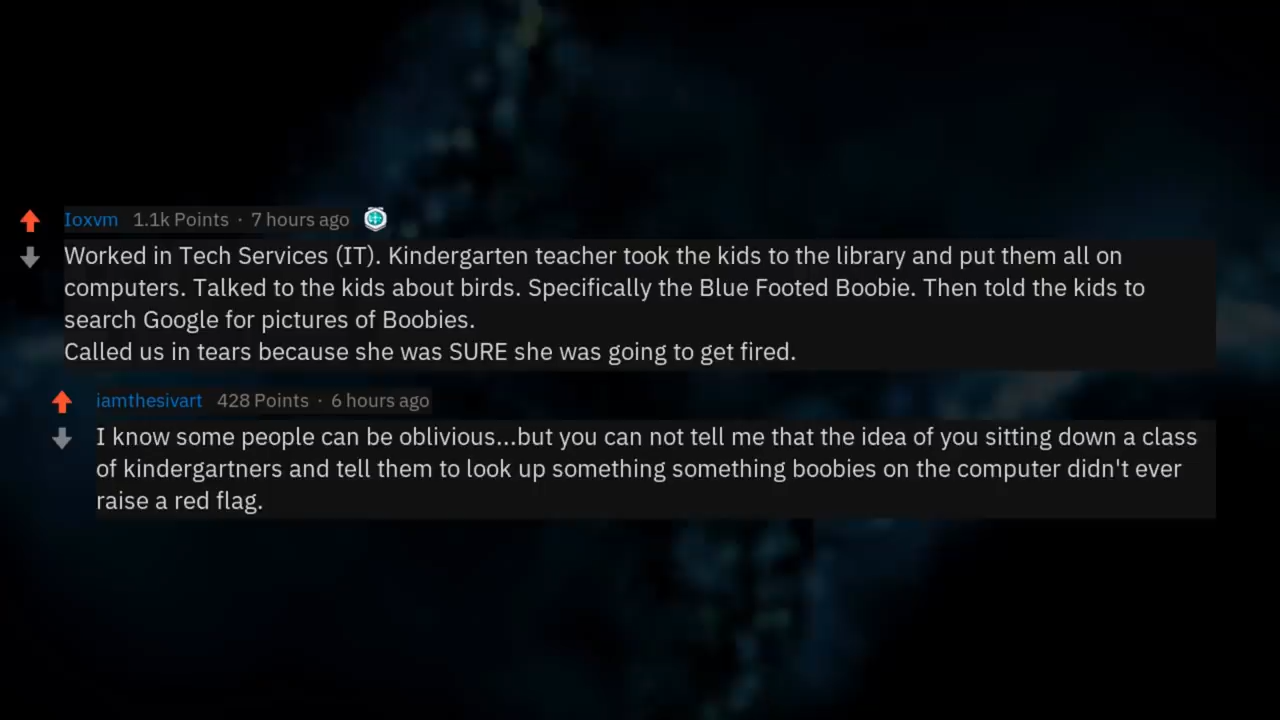 Ioxvm 1.1k Points · 7 hours ago
Worked in Tech Services (IT). Kindergarten teacher took the kids to the library and put them all on
computers. Talked to the kids about birds. Specifically the Blue Footed Boobie. Then told the kids to
search Google for pictures of Boobies.
Called us in tears because she was SURE she was going to get fired.
iamthesivart 428 Points · 6 hours ago
I know some people can be oblivious...but you can not tell me that the idea of you sitting down a class
of kindergartners and tell them to look up something something boobies on the computer didn't ever
raise a red flag.